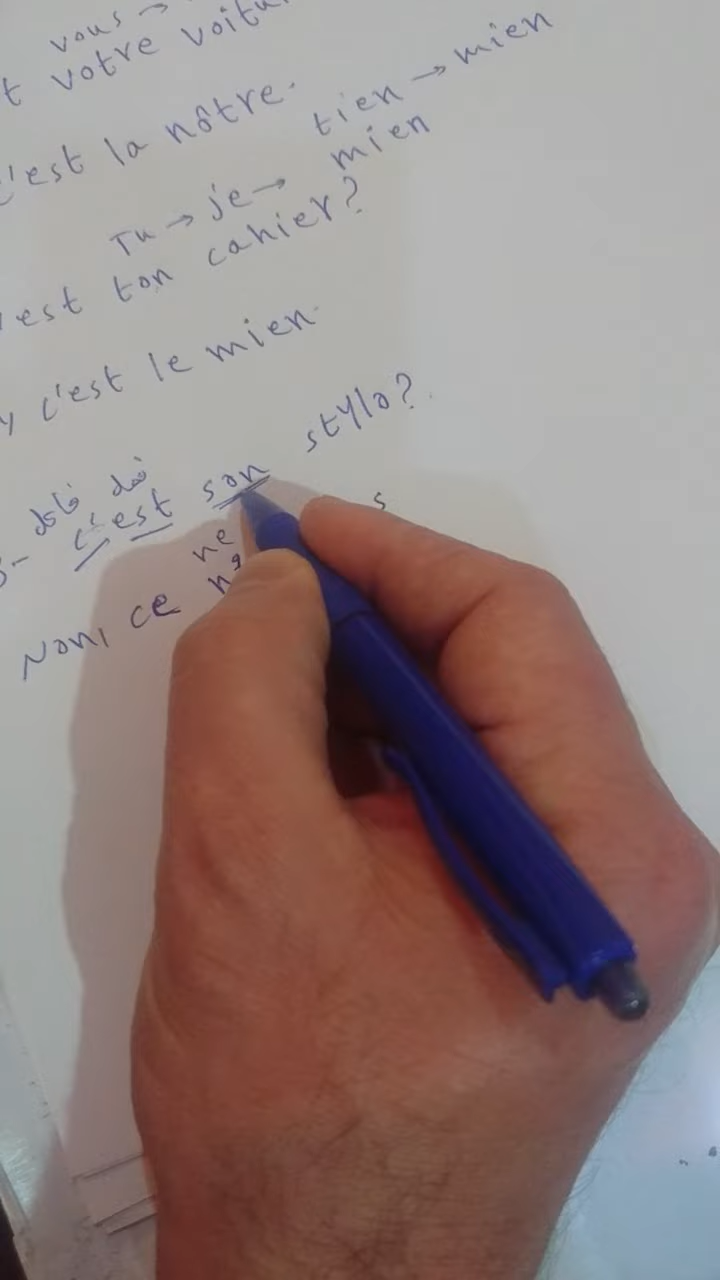 vous →
t votre voitu
c'est la nôtre.
tien → mien
Tu → je → mien
'est ton cahier?
c'est le mien.
c'est son stylo?
ne
Non, ce
s